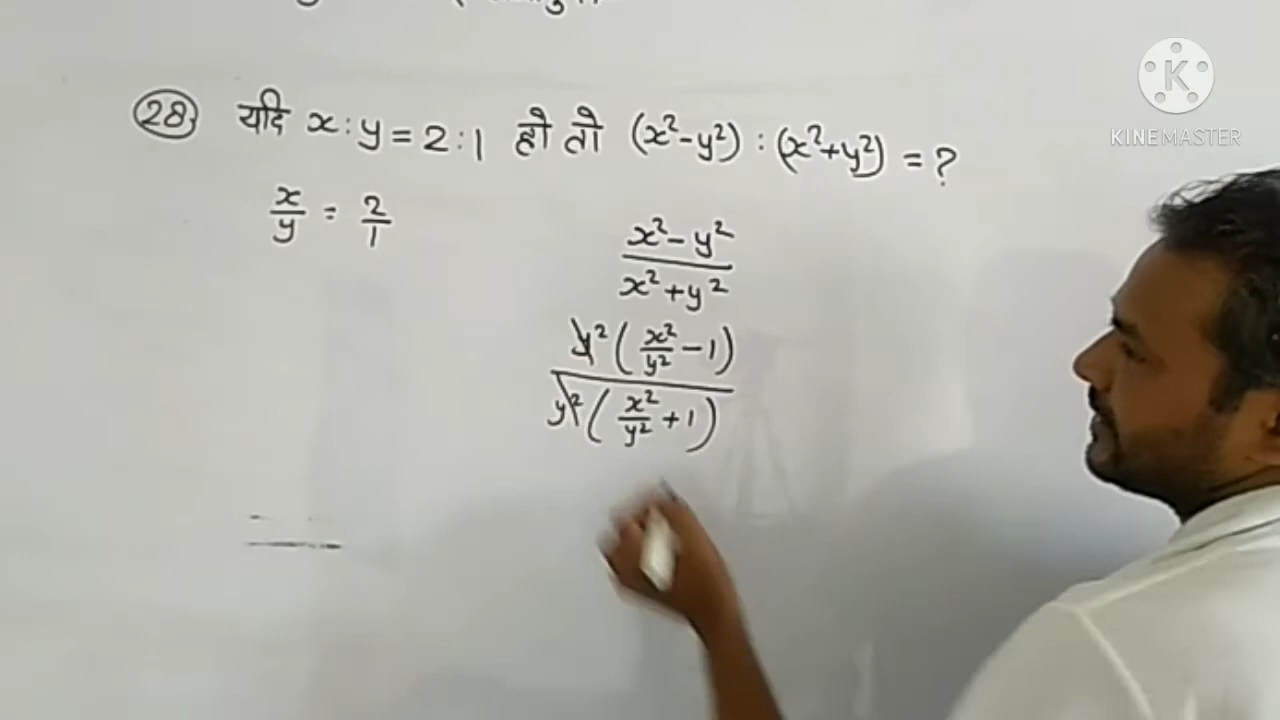 K
KINEMASTER
(28) यदि x:y=2:1 हो तो (x²-y²) : (x²+y²) = ?
x/y = 2/1
x²-y²
x²+y²
y² (x²/y² - 1)
y² (x²/y² + 1)